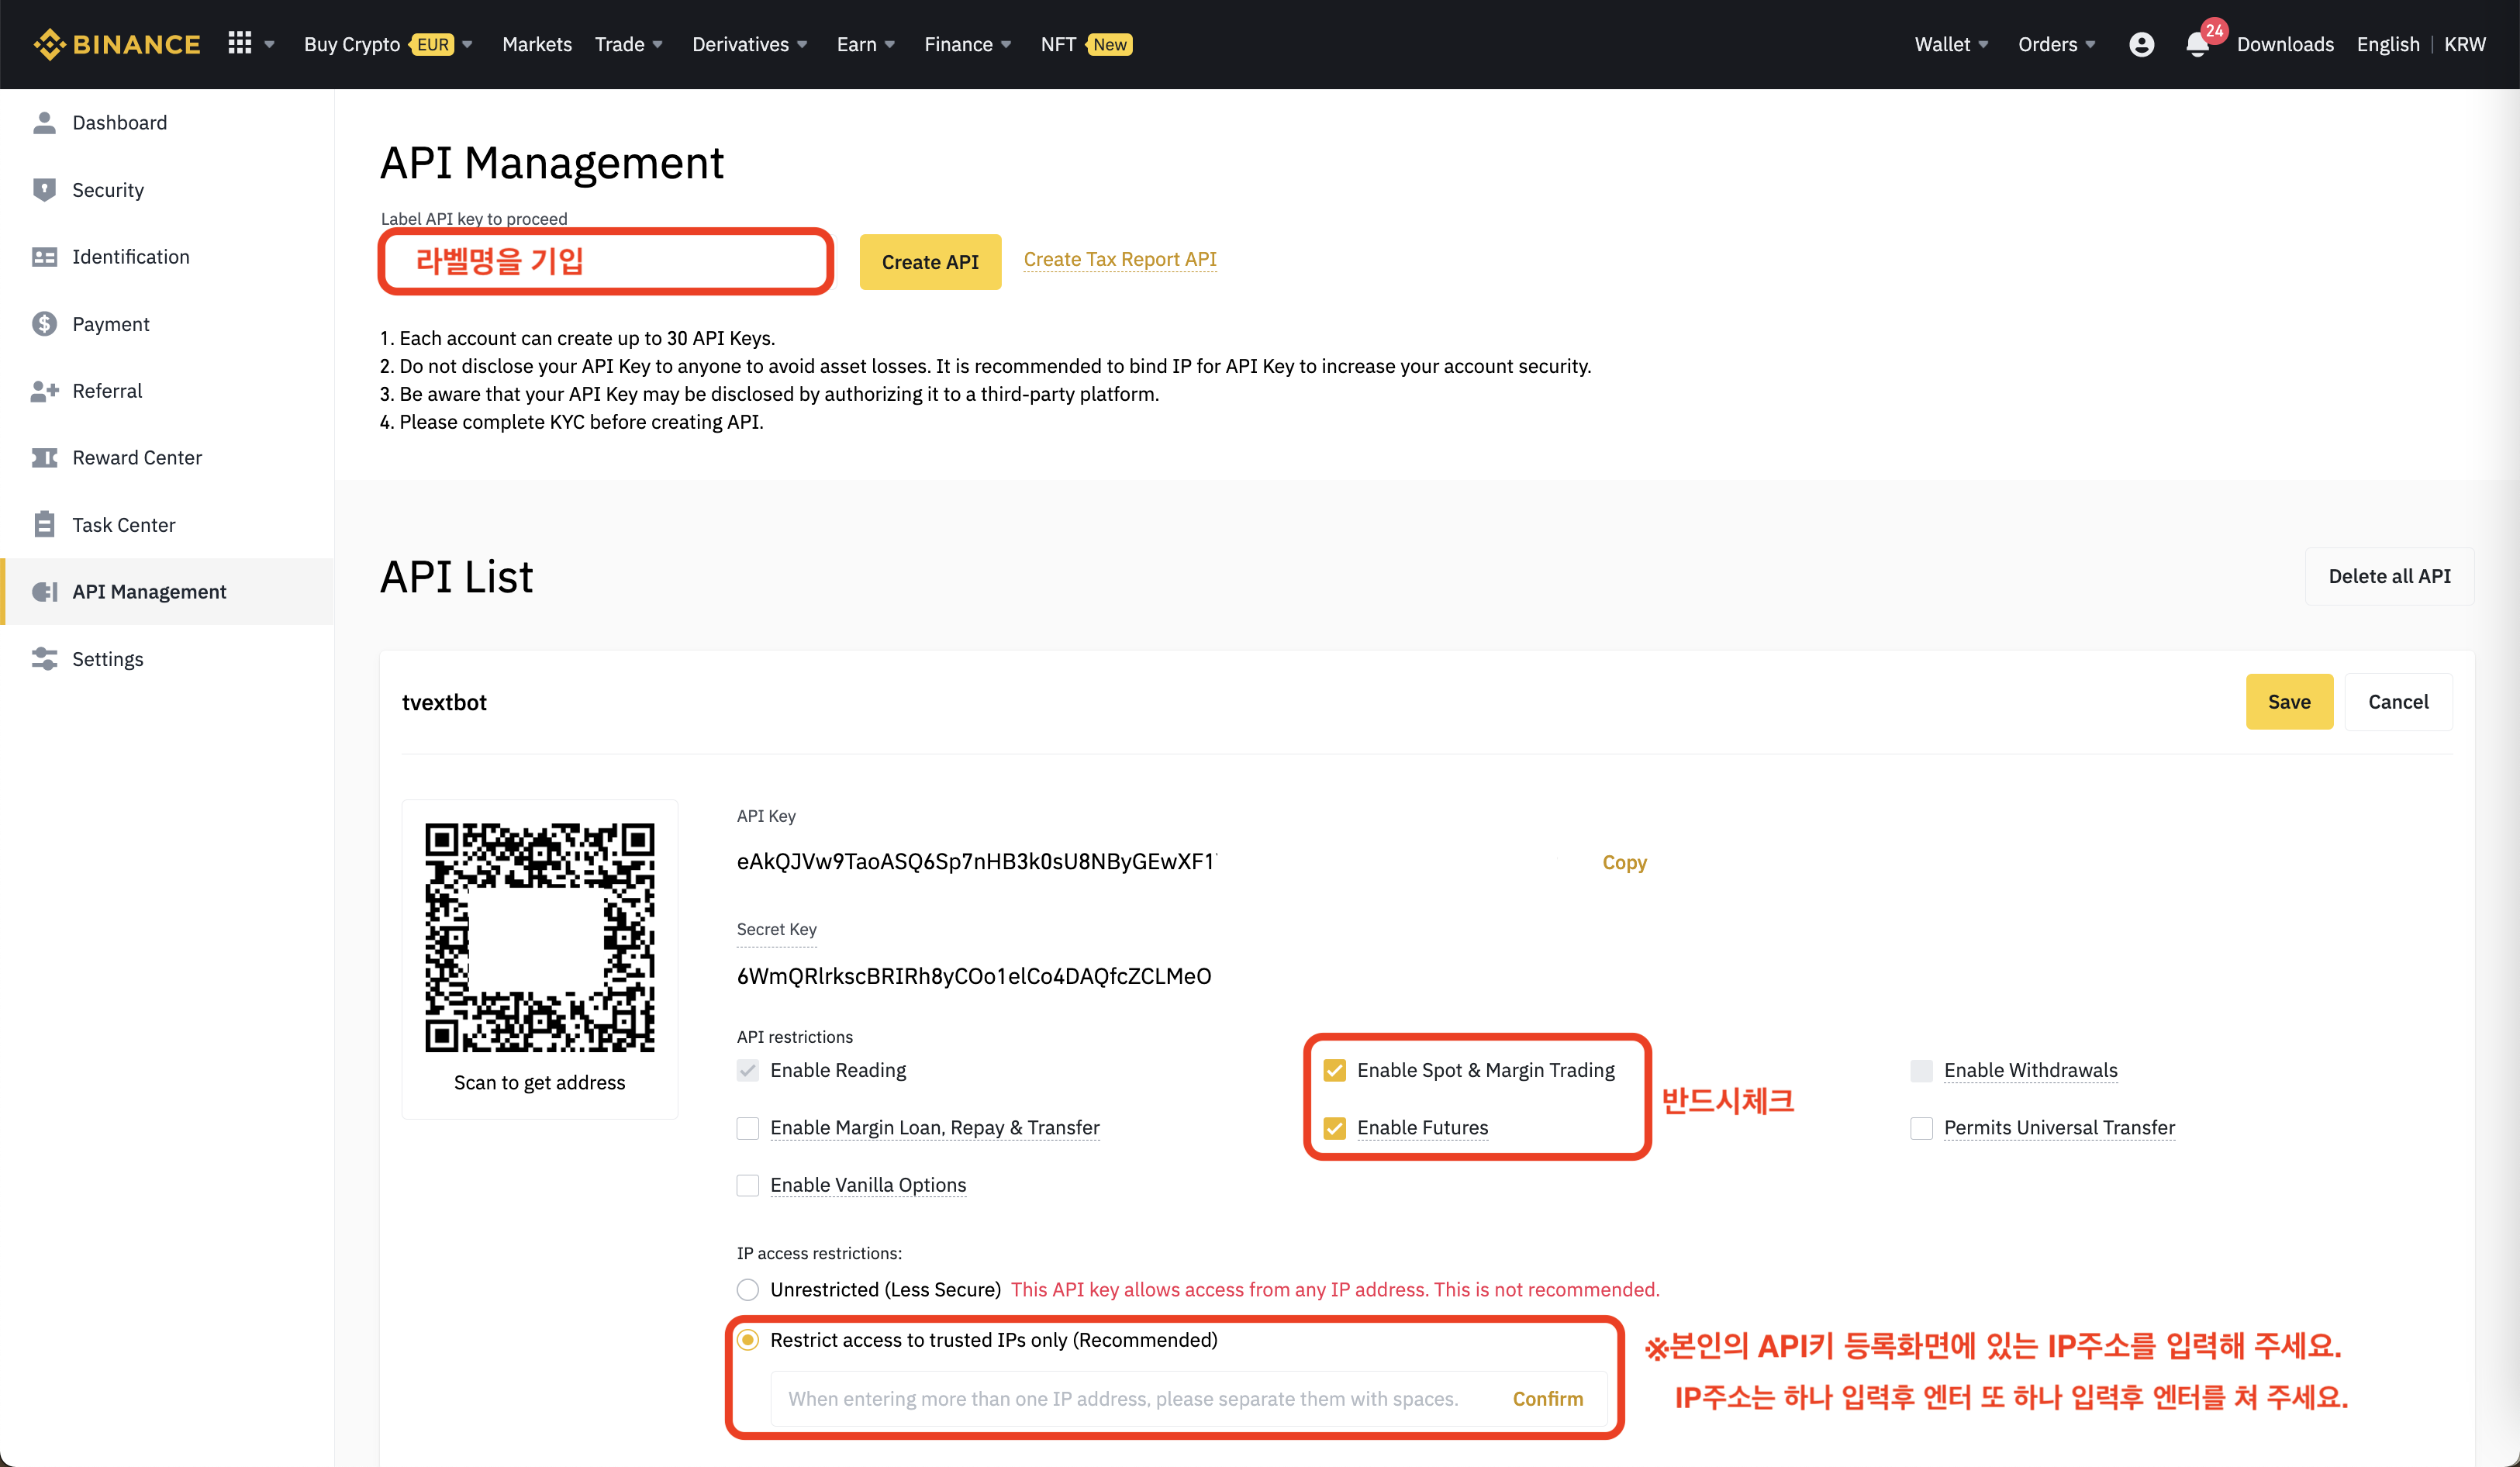 BINANCE
Buy Crypto EUR Markets Trade Derivatives Earn Finance NFT New Wallet Orders 24 Downloads English | KRW
Dashboard
Security
Identification
Payment
Referral
Reward Center
Task Center
API Management
Settings
API Management
Label API key to proceed
라벨명을 기입
Create API
Create Tax Report API
1. Each account can create up to 30 API Keys.
2. Do not disclose your API Key to anyone to avoid asset losses. It is recommended to bind IP for API Key to increase your account security.
3. Be aware that your API Key may be disclosed by authorizing it to a third-party platform.
4. Please complete KYC before creating API.
API List
Delete all API
tvextbot
Save
Cancel
Scan to get address
API Key
eAkQJVw9TaoASQ6Sp7nHB3k0sU8NByGEwXF1
Copy
Secret Key
6WmQRlrkscBRIRh8yCOo1elCo4DAQfcZCLMeO
API restrictions
Enable Reading
Enable Spot & Margin Trading
Enable Withdrawals
반드시체크
Enable Margin Loan, Repay & Transfer
Enable Futures
Permits Universal Transfer
Enable Vanilla Options
IP access restrictions:
Unrestricted (Less Secure) This API key allows access from any IP address. This is not recommended.
Restrict access to trusted IPs only (Recommended)
When entering more than one IP address, please separate them with spaces.
Confirm
※본인의 API키 등록화면에 있는 IP주소를 입력해 주세요.
IP주소는 하나 입력후 엔터 또 하나 입력후 엔터를 쳐 주세요.